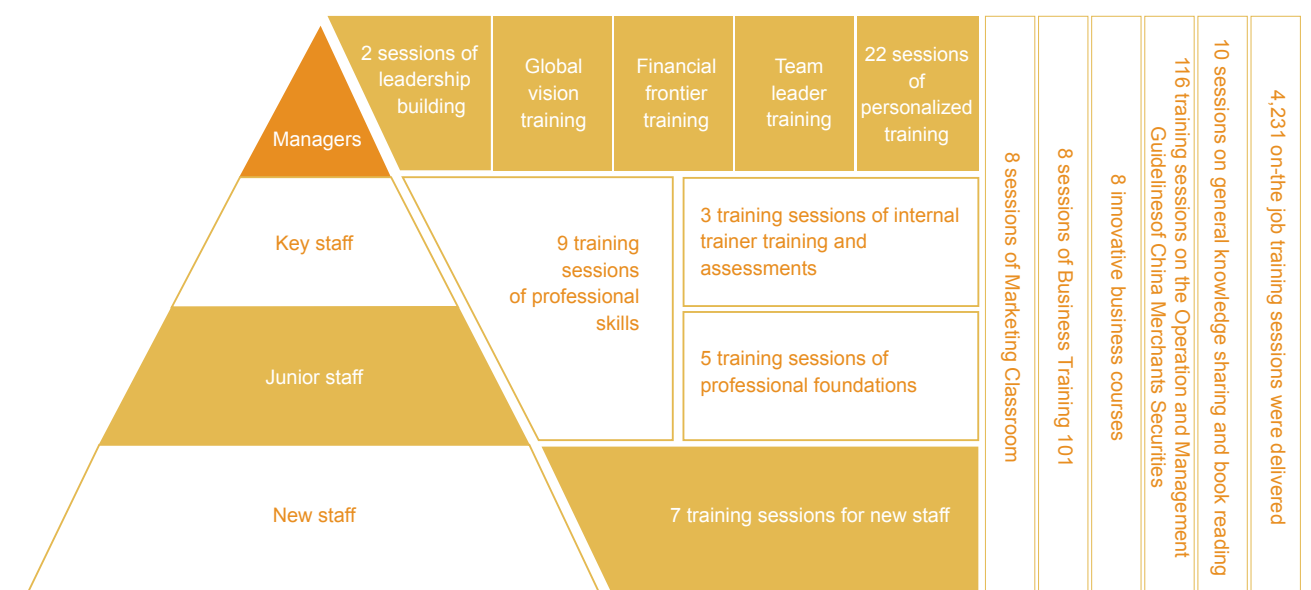 Managers
2 sessions of
leadership
building
Global
vision
training
Financial
frontier
training
Team
leader
training
22 sessions
of
personalized
training
Key staff
9 training
sessions
of professional
skills
3 training sessions of internal
trainer training and
assessments
Junior staff
5 training sessions of
professional foundations
New staff
7 training sessions for new staff
8 sessions of Marketing Classroom
8 sessions of Business Training 101
8 innovative business courses
116 training sessions on the Operation and Management
Guidelinesof China Merchants Securities
10 sessions on general knowledge sharing and book reading
4,231 on-the job training sessions were delivered